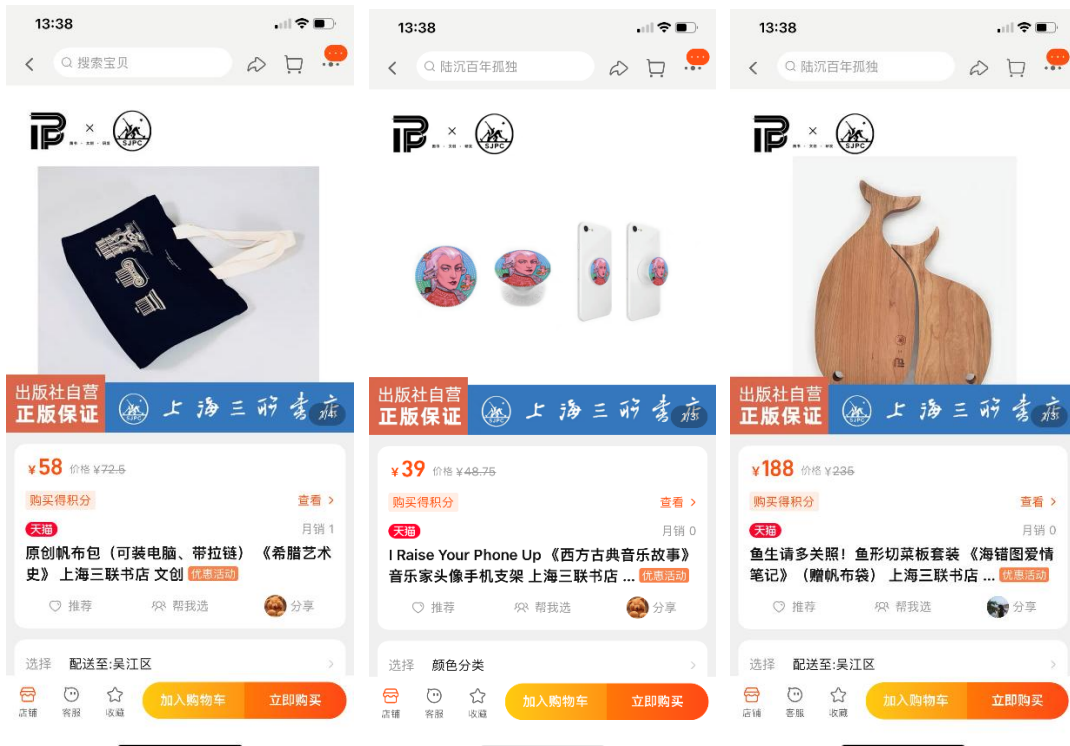 13:38
搜索宝贝
IP
×
SJPC
出版社自营
正版保证
SJPC
上海三联书店
¥58 价格 ¥72.5
购买得积分 查看
天猫 月销 1
原创帆布包（可装电脑、带拉链） 《希腊艺术
史》 上海三联书店 文创 优惠活动
推荐 帮我选 分享
选择 配送至:吴江区
店铺 客服 收藏 加入购物车 立即购买
13:38
陆沉百年孤独
IP
×
SJPC
出版社自营
正版保证
SJPC
上海三联书店
¥39 价格 ¥48.75
购买得积分 查看
天猫 月销 0
I Raise Your Phone Up 《西方古典音乐故事》
音乐家头像手机支架 上海三联书店 ... 优惠活动
推荐 帮我选 分享
选择 颜色分类
店铺 客服 收藏 加入购物车 立即购买
13:38
陆沉百年孤独
IP
×
SJPC
出版社自营
正版保证
SJPC
上海三联书店
¥188 价格 ¥235
购买得积分 查看
天猫 月销 0
鱼生请多关照！鱼形切菜板套装 《海错图爱情
笔记》（赠帆布袋） 上海三联书店 ... 优惠活动
推荐 帮我选 分享
选择 配送至:吴江区
店铺 客服 收藏 加入购物车 立即购买